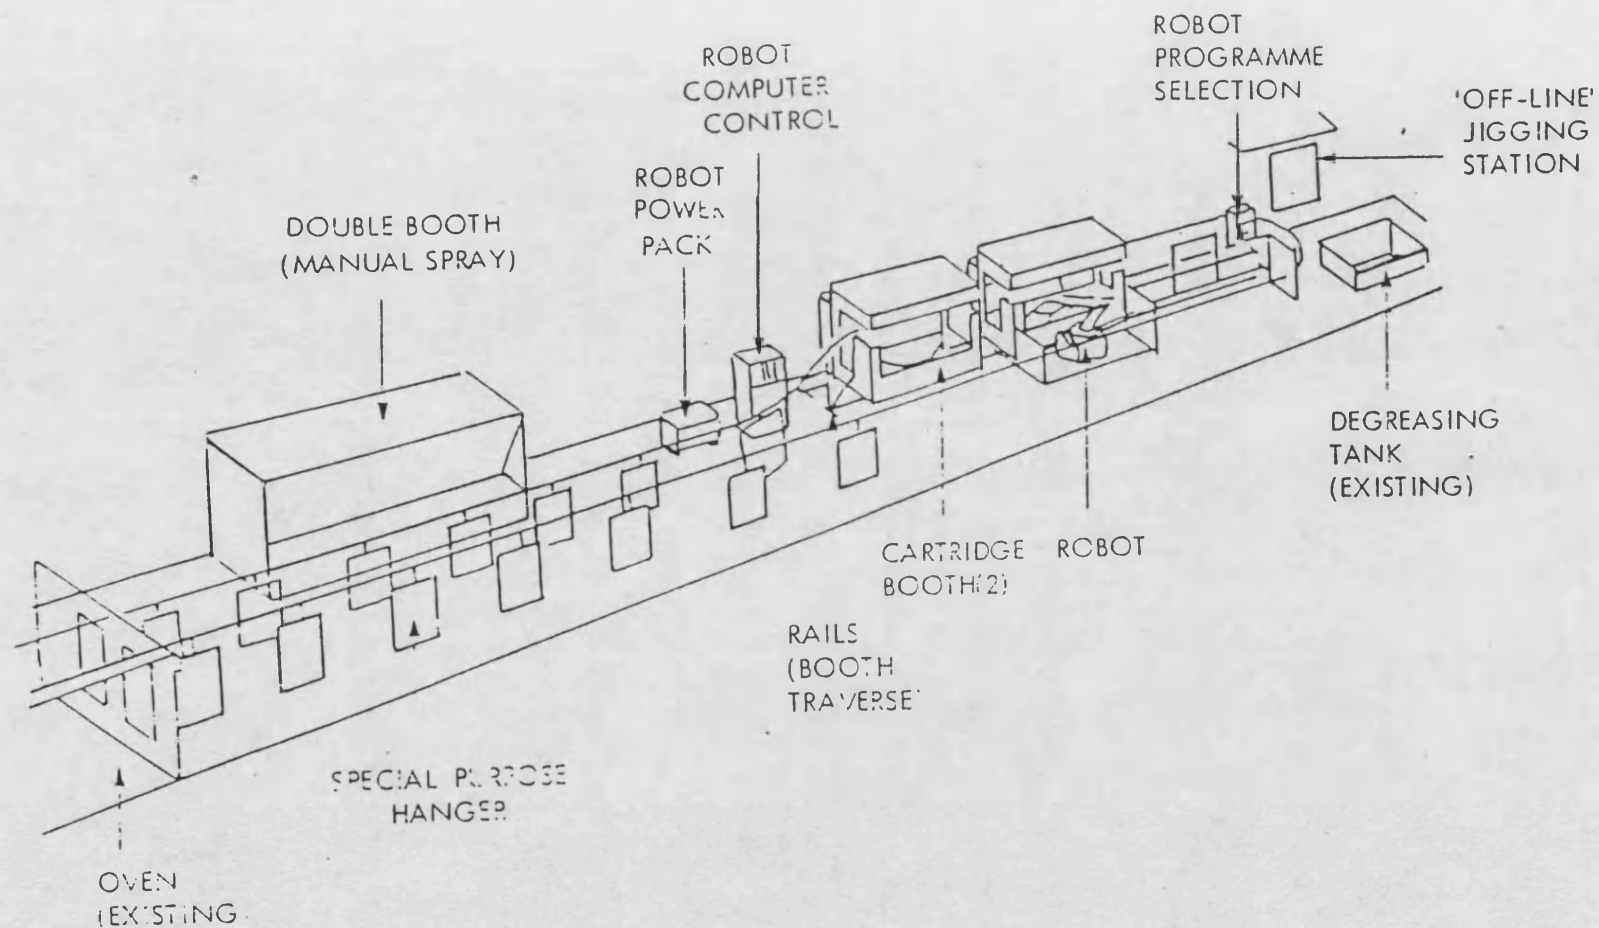 ROBOT
PROGRAMME
SELECTION
ROBOT
COMPUTER
CONTROL
'OFF-LINE'
JIGGING
STATION
ROBOT
POWER
PACK
DOUBLE BOOTH
(MANUAL SPRAY)
DEGREASING
TANK
(EXISTING)
CARTRIDGE
BOOTH(2)
ROBOT
RAILS
(BOOTH
TRAVERSE
SPECIAL PURPOSE
HANGER
OVEN
(EXISTING